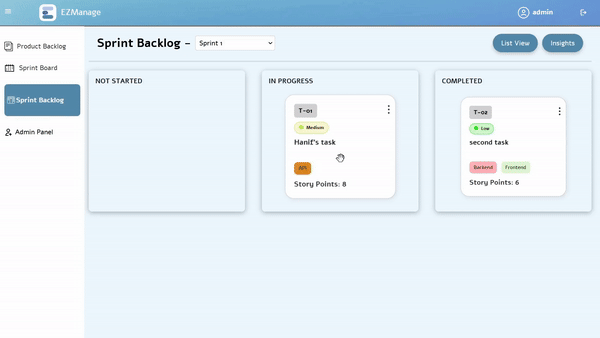 EZManage
admin
Product Backlog
Sprint Board
Sprint Backlog
Admin Panel
Sprint Backlog -
Sprint 1
List View
Insights
NOT STARTED
IN PROGRESS
T-01
Medium
Hanif's task
API
Story Points: 8
COMPLETED
T-02
Low
second task
Backend
Frontend
Story Points: 6